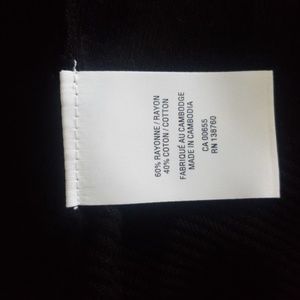 60% RAYONNE / RAYON
40% COTON / COTTON
FABRIQUÉ AU CAMBODGE
MADE IN CAMBODIA
CA 00655
RN 138760